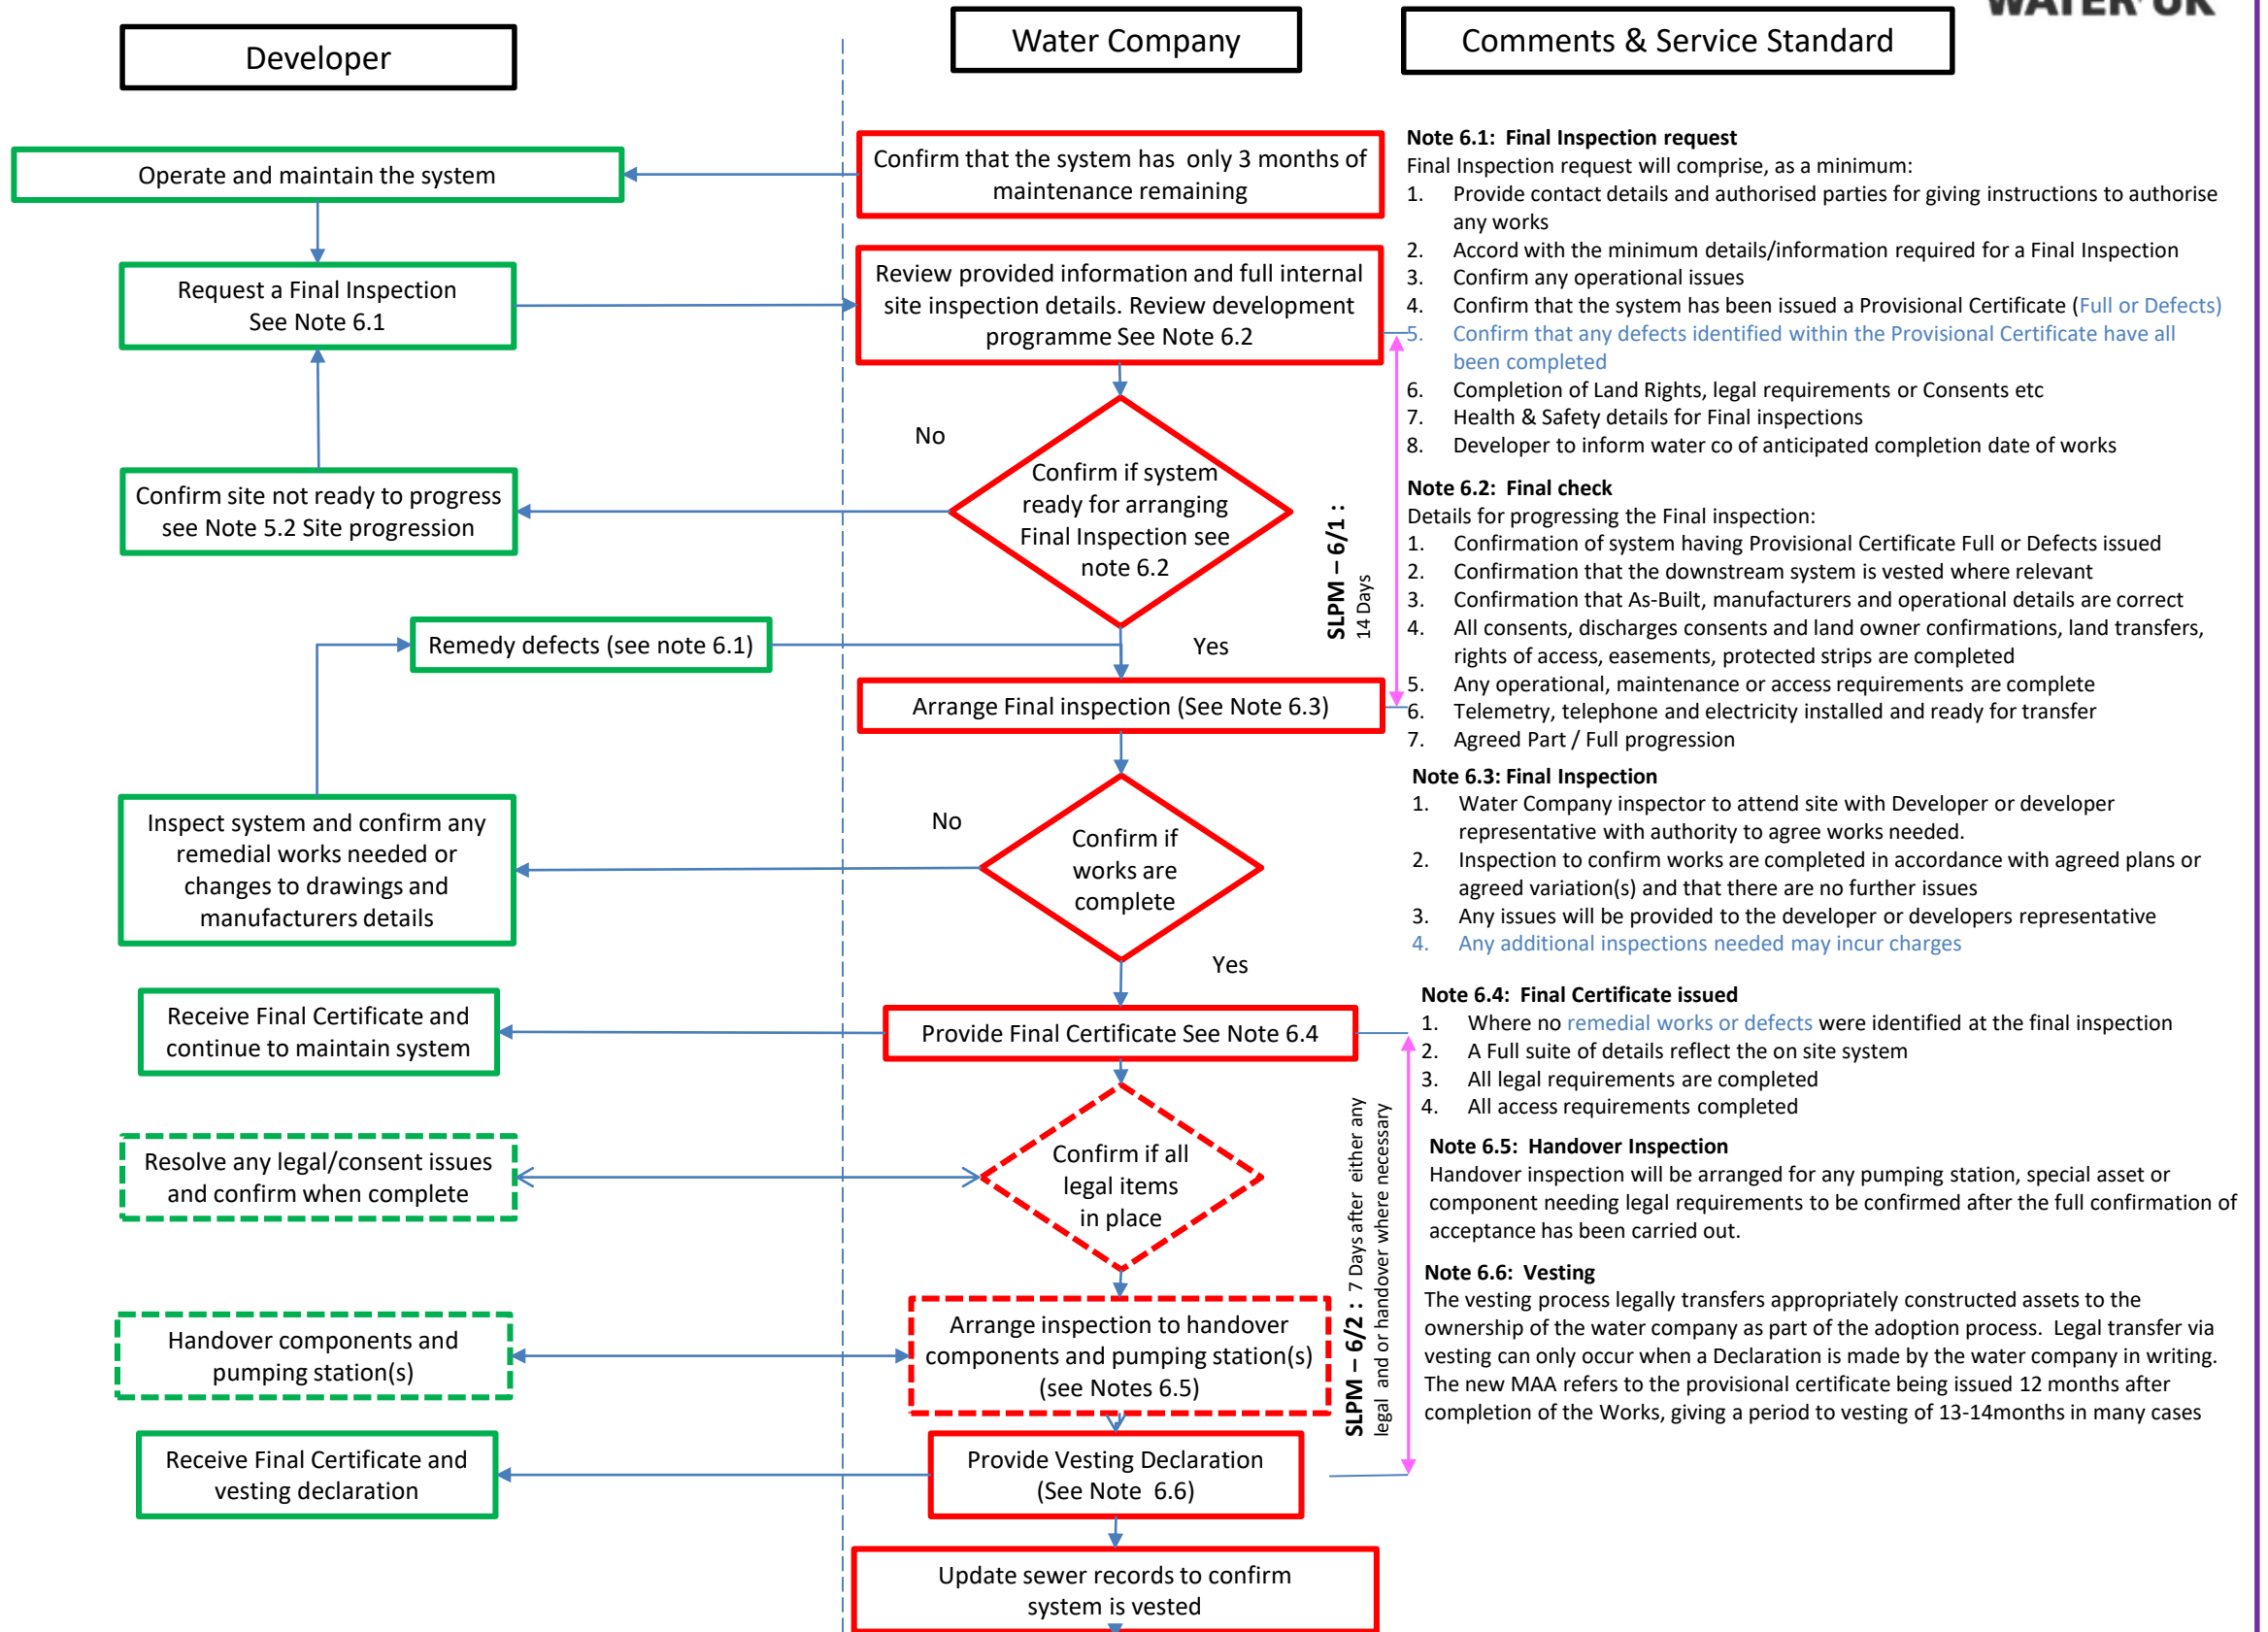 WATER UK
Developer
Water Company
Comments & Service Standard
Operate and maintain the system
Confirm that the system has only 3 months of
maintenance remaining
Request a Final Inspection
See Note 6.1
Review provided information and full internal
site inspection details. Review development
programme See Note 6.2
No
Confirm if system
ready for arranging
Final Inspection see
note 6.2
Confirm site not ready to progress
see Note 5.2 Site progression
Remedy defects (see note 6.1)
Yes
Arrange Final inspection (See Note 6.3)
SLPM – 6/1 :
14 Days
Inspect system and confirm any
remedial works needed or
changes to drawings and
manufacturers details
No
Confirm if
works are
complete
Yes
Receive Final Certificate and
continue to maintain system
Provide Final Certificate See Note 6.4
Resolve any legal/consent issues
and confirm when complete
Confirm if all
legal items
in place
Handover components and
pumping station(s)
Arrange inspection to handover
components and pumping station(s)
(see Notes 6.5)
SLPM – 6/2 : 7 Days after either any
legal and or handover where necessary
Receive Final Certificate and
vesting declaration
Provide Vesting Declaration
(See Note 6.6)
Update sewer records to confirm
system is vested
Note 6.1: Final Inspection request
Final Inspection request will comprise, as a minimum:
1. Provide contact details and authorised parties for giving instructions to authorise
any works
2. Accord with the minimum details/information required for a Final Inspection
3. Confirm any operational issues
4. Confirm that the system has been issued a Provisional Certificate (Full or Defects)
5. Confirm that any defects identified within the Provisional Certificate have all
been completed
6. Completion of Land Rights, legal requirements or Consents etc
7. Health & Safety details for Final inspections
8. Developer to inform water co of anticipated completion date of works
Note 6.2: Final check
Details for progressing the Final inspection:
1. Confirmation of system having Provisional Certificate Full or Defects issued
2. Confirmation that the downstream system is vested where relevant
3. Confirmation that As-Built, manufacturers and operational details are correct
4. All consents, discharges consents and land owner confirmations, land transfers,
rights of access, easements, protected strips are completed
5. Any operational, maintenance or access requirements are complete
6. Telemetry, telephone and electricity installed and ready for transfer
7. Agreed Part / Full progression
Note 6.3: Final Inspection
1. Water Company inspector to attend site with Developer or developer
representative with authority to agree works needed.
2. Inspection to confirm works are completed in accordance with agreed plans or
agreed variation(s) and that there are no further issues
3. Any issues will be provided to the developer or developers representative
4. Any additional inspections needed may incur charges
Note 6.4: Final Certificate issued
1. Where no remedial works or defects were identified at the final inspection
2. A Full suite of details reflect the on site system
3. All legal requirements are completed
4. All access requirements completed
Note 6.5: Handover Inspection
Handover inspection will be arranged for any pumping station, special asset or
component needing legal requirements to be confirmed after the full confirmation of
acceptance has been carried out.
Note 6.6: Vesting
The vesting process legally transfers appropriately constructed assets to the
ownership of the water company as part of the adoption process. Legal transfer via
vesting can only occur when a Declaration is made by the water company in writing.
The new MAA refers to the provisional certificate being issued 12 months after
completion of the Works, giving a period to vesting of 13-14months in many cases